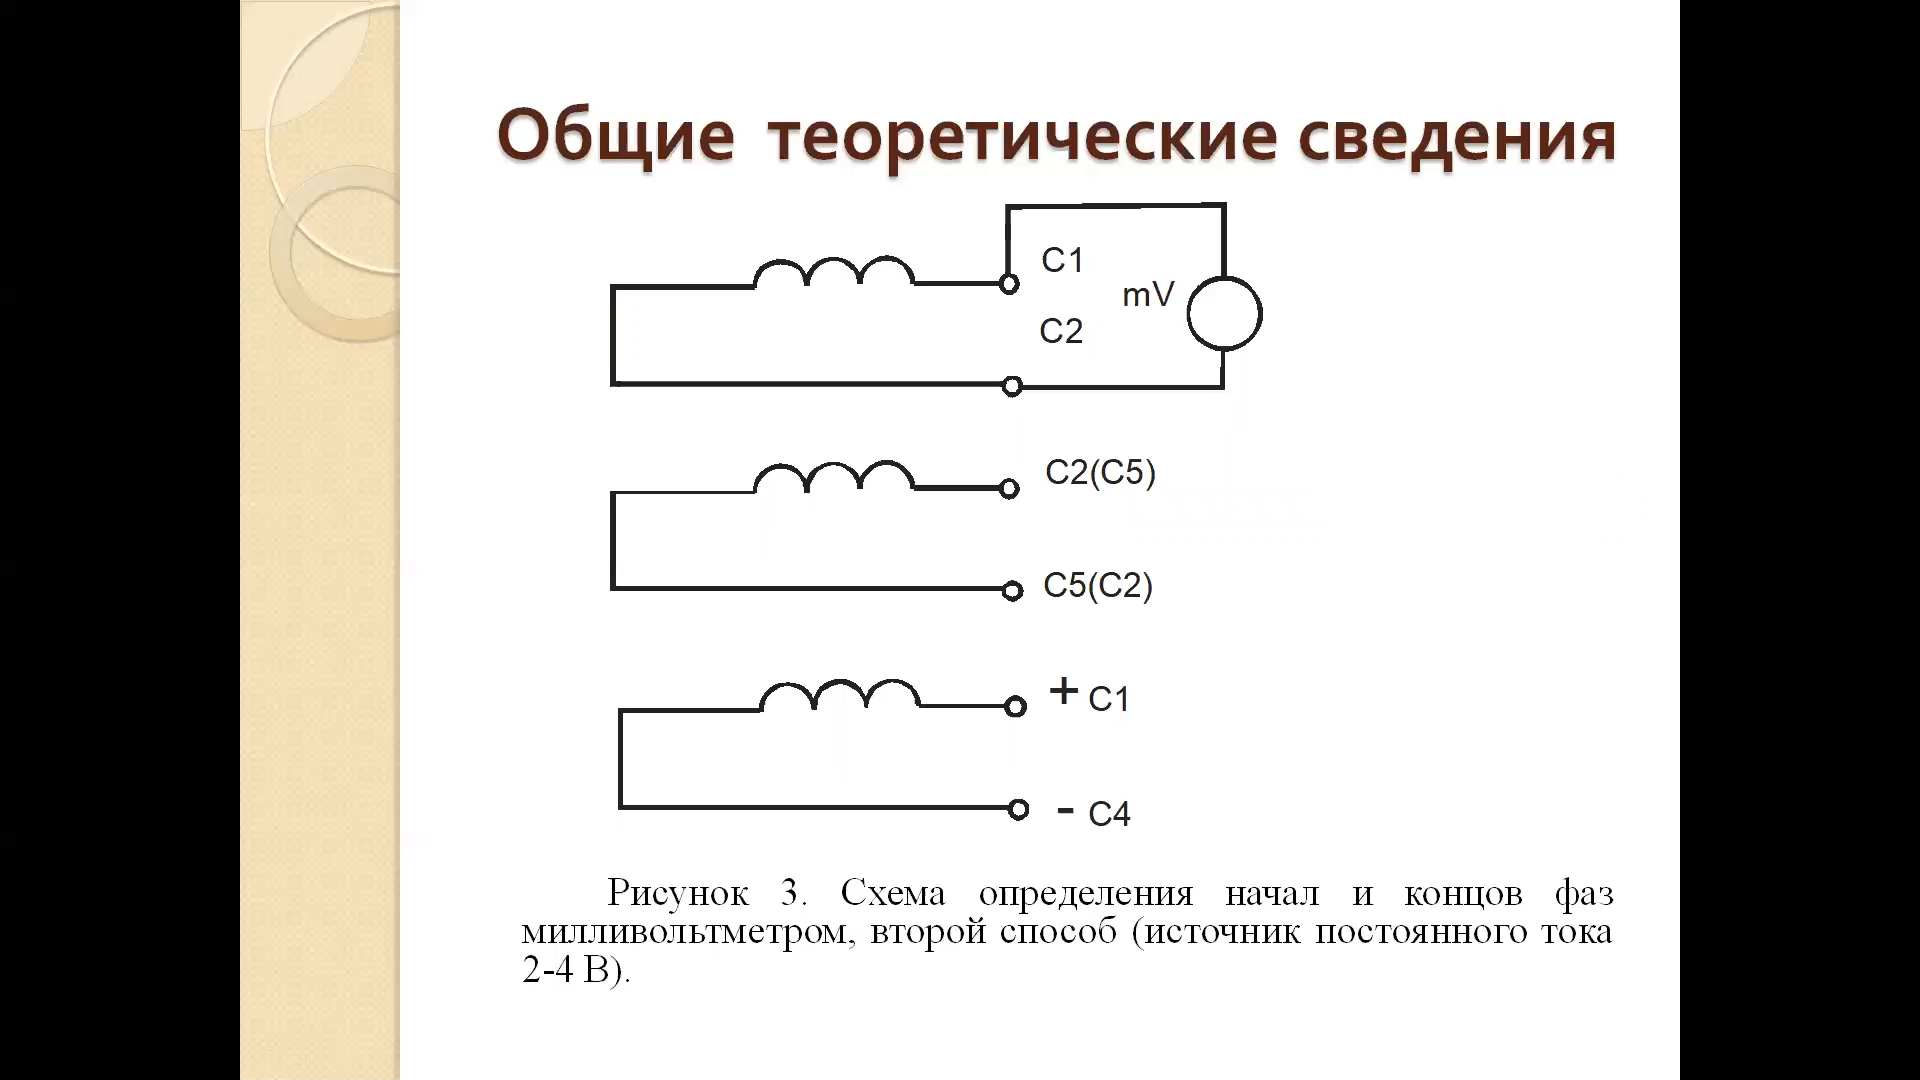 Общие теоретические сведения
C1
mV
C2
C2(C5)
C5(C2)
+ C1
- C4
Рисунок 3. Схема определения начал и концов фаз
милливольтметром, второй способ (источник постоянного тока
2-4 В).